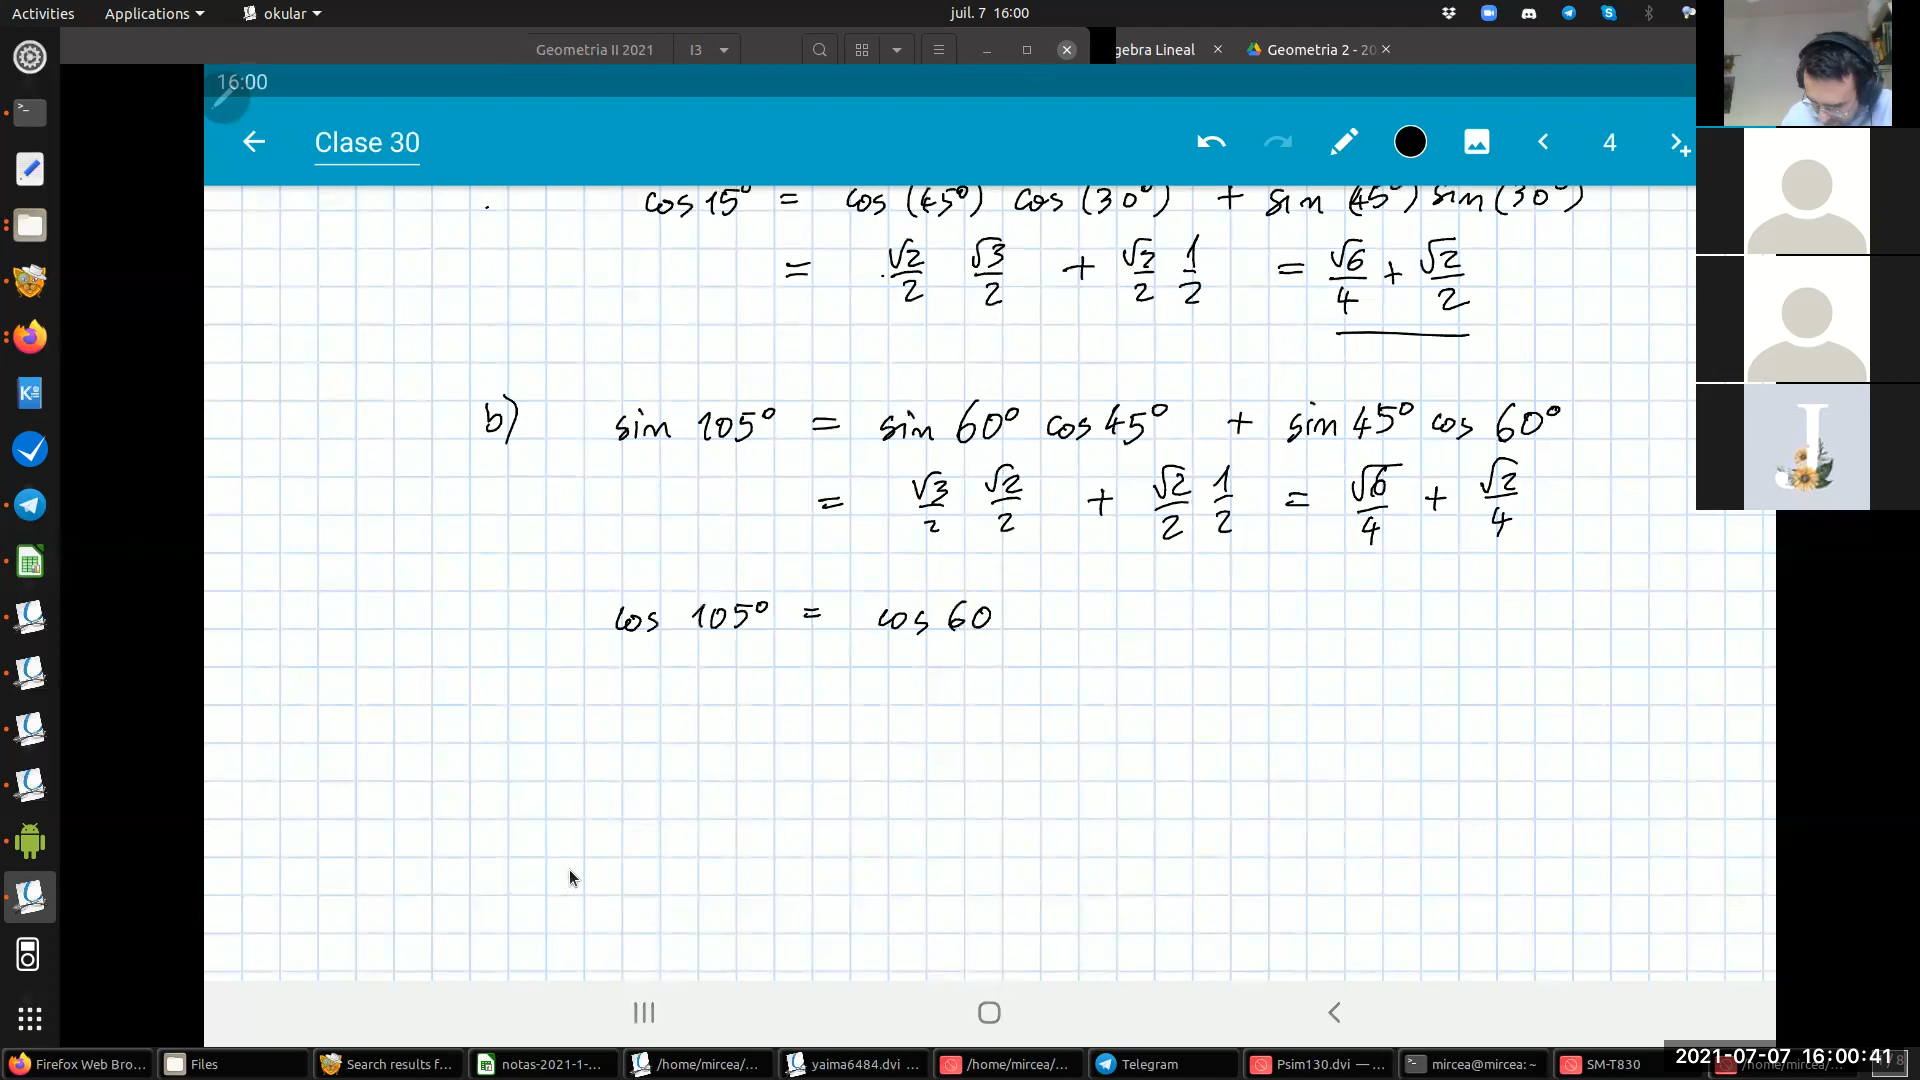 Activities Applications okular juil. 7 16:00
Geometria II 2021 I3 gebra Lineal Geometria 2 - 20
16:00
Clase 30 4
cos 15° = cos (45°) cos (30°) + sin (45°) sin (30°)
= √2/2 √3/2 + √2/2 1/2 = √6/4 + √2/2
b) sin 105° = sin 60° cos 45° + sin 45° cos 60°
= √3/2 √2/2 + √2/2 1/2 = √6/4 + √2/4
cos 105° = cos 60
J
Firefox Web Bro... Files Search results f... notas-2021-1-... /home/mircea/... yaima6484.dvi ... /home/mircea/... Telegram Psim130.dvi — ... mircea@mircea: ~ SM-T830 /home/mircea/...
2021-07-07 16:00:41